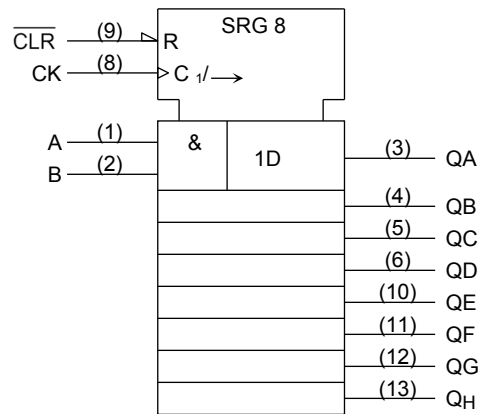 SRG 8
CLR (9) R
CK (8) C 1/
A (1) & 1D (3) QA
B (2)
(4) QB
(5) QC
(6) QD
(10) QE
(11) QF
(12) QG
(13) QH